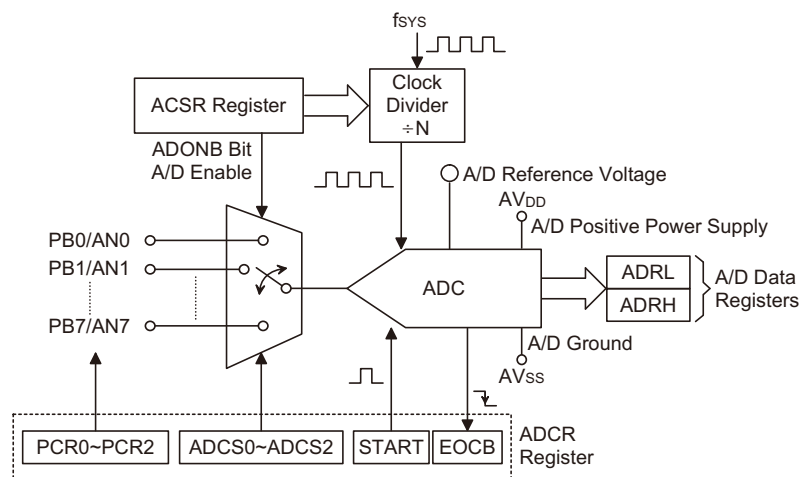 fSYS
ACSR Register
Clock
Divider
÷N
ADONB Bit
A/D Enable
A/D Reference Voltage
AVDD
A/D Positive Power Supply
PB0/AN0
PB1/AN1
PB7/AN7
ADC
ADRL
ADRH
A/D Data
Registers
A/D Ground
AVSS
PCR0~PCR2
ADCS0~ADCS2
START
EOCB
ADCR
Register